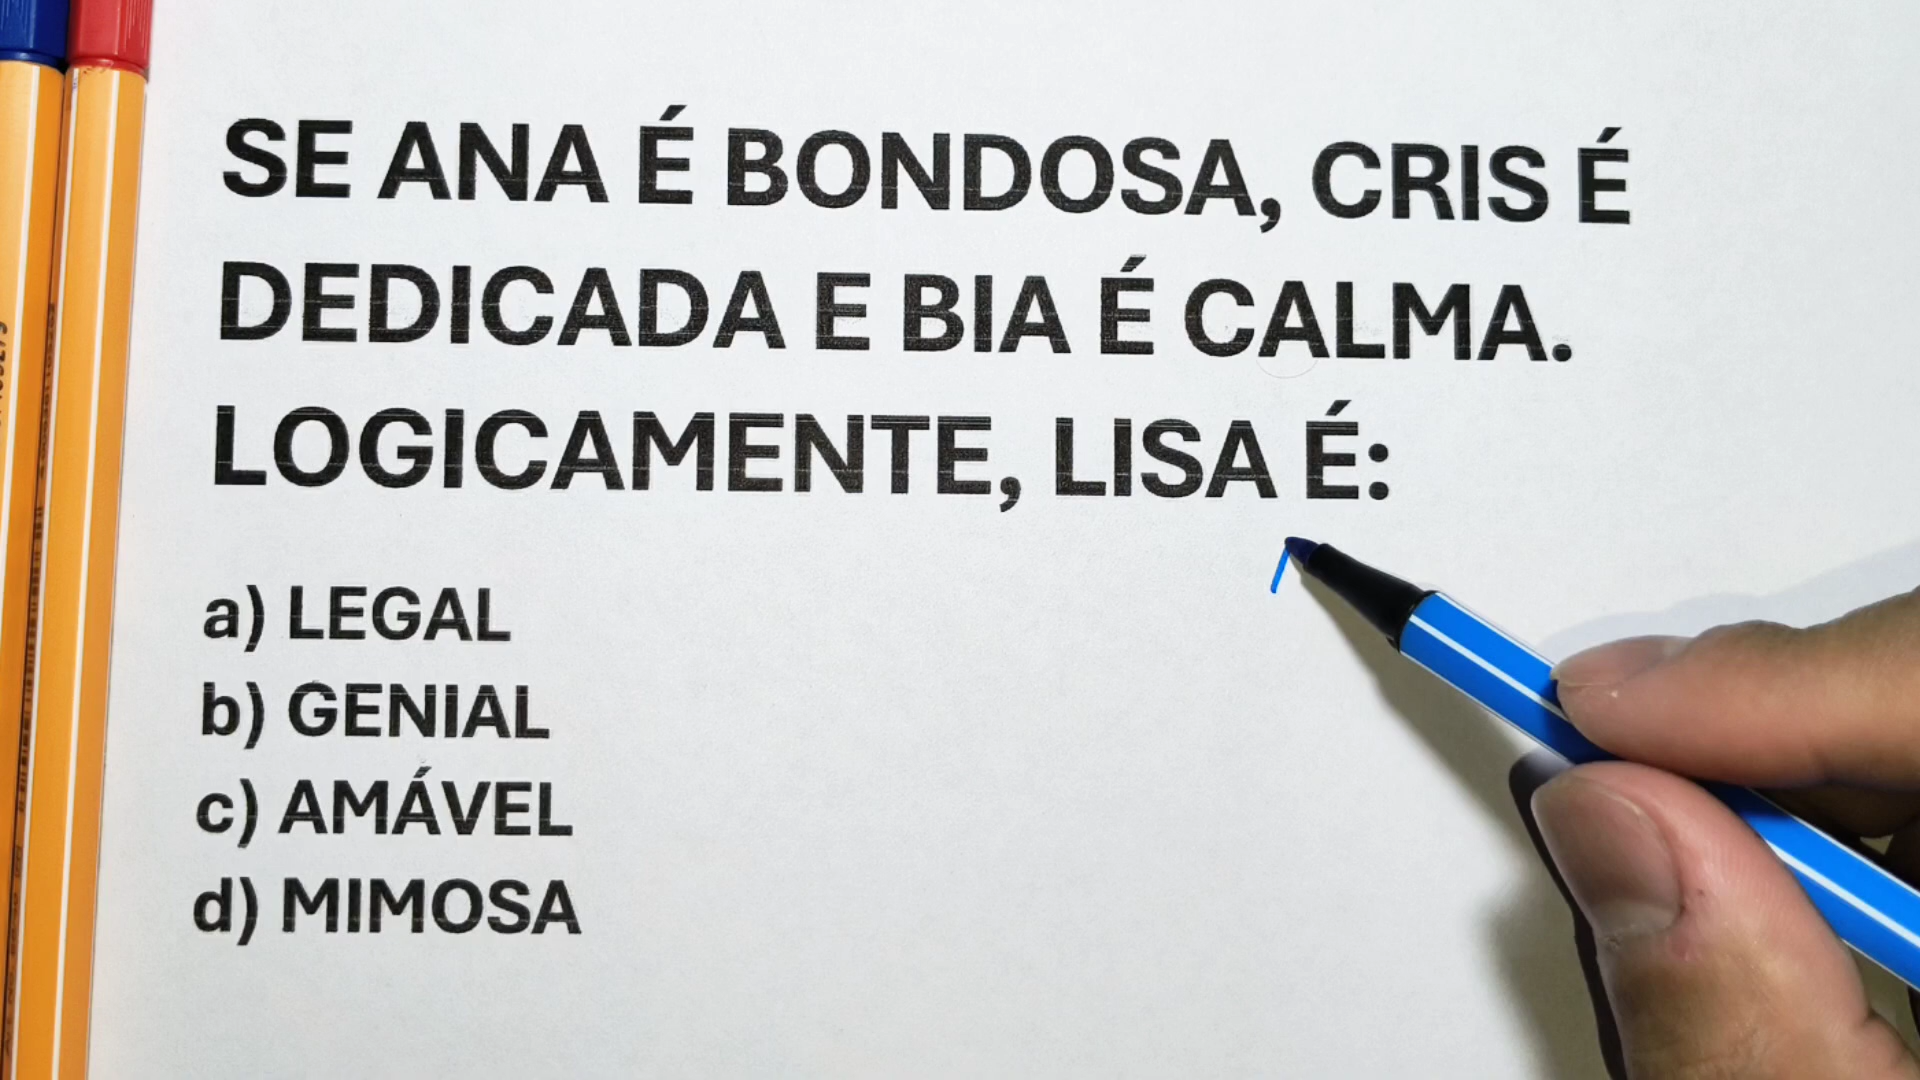 SE ANA É BONDOSA, CRIS É
DEDICADA E BIA É CALMA.
LOGICAMENTE, LISA É:
a) LEGAL
b) GENIAL
c) AMÁVEL
d) MIMOSA